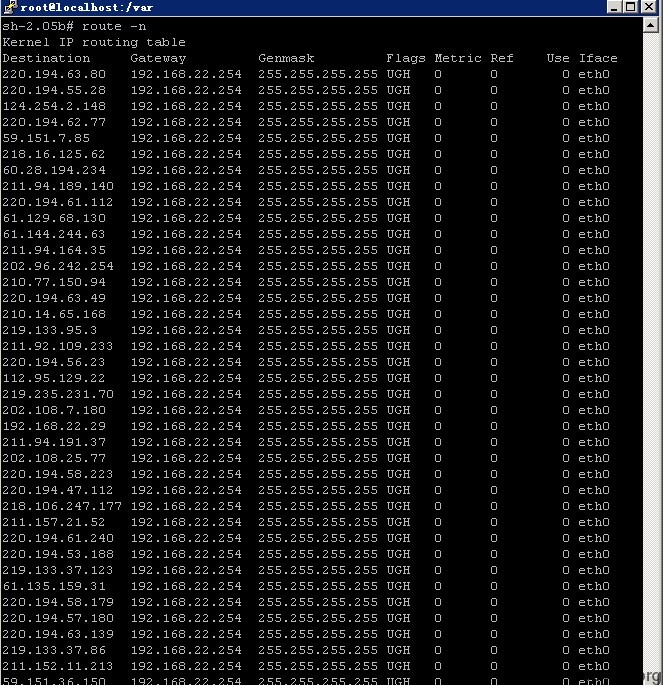 root@localhost:/var
sh-2.05b# route -n
Kernel IP routing table
Destination Gateway Genmask Flags Metric Ref Use Iface
220.194.63.80 192.168.22.254 255.255.255.255 UGH 0 0 0 eth0
220.194.55.28 192.168.22.254 255.255.255.255 UGH 0 0 0 eth0
124.254.2.148 192.168.22.254 255.255.255.255 UGH 0 0 0 eth0
220.194.62.77 192.168.22.254 255.255.255.255 UGH 0 0 0 eth0
59.151.7.85 192.168.22.254 255.255.255.255 UGH 0 0 0 eth0
218.16.125.62 192.168.22.254 255.255.255.255 UGH 0 0 0 eth0
60.28.194.234 192.168.22.254 255.255.255.255 UGH 0 0 0 eth0
211.94.189.140 192.168.22.254 255.255.255.255 UGH 0 0 0 eth0
220.194.61.112 192.168.22.254 255.255.255.255 UGH 0 0 0 eth0
61.129.68.130 192.168.22.254 255.255.255.255 UGH 0 0 0 eth0
61.144.244.63 192.168.22.254 255.255.255.255 UGH 0 0 0 eth0
211.94.164.35 192.168.22.254 255.255.255.255 UGH 0 0 0 eth0
202.96.242.254 192.168.22.254 255.255.255.255 UGH 0 0 0 eth0
210.77.150.94 192.168.22.254 255.255.255.255 UGH 0 0 0 eth0
220.194.63.49 192.168.22.254 255.255.255.255 UGH 0 0 0 eth0
210.14.65.168 192.168.22.254 255.255.255.255 UGH 0 0 0 eth0
219.133.95.3 192.168.22.254 255.255.255.255 UGH 0 0 0 eth0
211.92.109.233 192.168.22.254 255.255.255.255 UGH 0 0 0 eth0
220.194.56.23 192.168.22.254 255.255.255.255 UGH 0 0 0 eth0
112.95.129.22 192.168.22.254 255.255.255.255 UGH 0 0 0 eth0
219.235.231.70 192.168.22.254 255.255.255.255 UGH 0 0 0 eth0
202.108.7.180 192.168.22.254 255.255.255.255 UGH 0 0 0 eth0
192.168.22.29 192.168.22.254 255.255.255.255 UGH 0 0 0 eth0
211.94.191.37 192.168.22.254 255.255.255.255 UGH 0 0 0 eth0
202.108.25.77 192.168.22.254 255.255.255.255 UGH 0 0 0 eth0
220.194.58.223 192.168.22.254 255.255.255.255 UGH 0 0 0 eth0
220.194.47.112 192.168.22.254 255.255.255.255 UGH 0 0 0 eth0
218.106.247.177 192.168.22.254 255.255.255.255 UGH 0 0 0 eth0
211.157.21.52 192.168.22.254 255.255.255.255 UGH 0 0 0 eth0
220.194.61.240 192.168.22.254 255.255.255.255 UGH 0 0 0 eth0
220.194.53.188 192.168.22.254 255.255.255.255 UGH 0 0 0 eth0
219.133.37.123 192.168.22.254 255.255.255.255 UGH 0 0 0 eth0
61.135.159.31 192.168.22.254 255.255.255.255 UGH 0 0 0 eth0
220.194.58.179 192.168.22.254 255.255.255.255 UGH 0 0 0 eth0
220.194.57.180 192.168.22.254 255.255.255.255 UGH 0 0 0 eth0
220.194.63.139 192.168.22.254 255.255.255.255 UGH 0 0 0 eth0
219.133.37.86 192.168.22.254 255.255.255.255 UGH 0 0 0 eth0
211.152.11.213 192.168.22.254 255.255.255.255 UGH 0 0 0 eth0
59.151.36.150 192.168.22.254 255.255.255.255 UGH 0 0 0 eth0
org